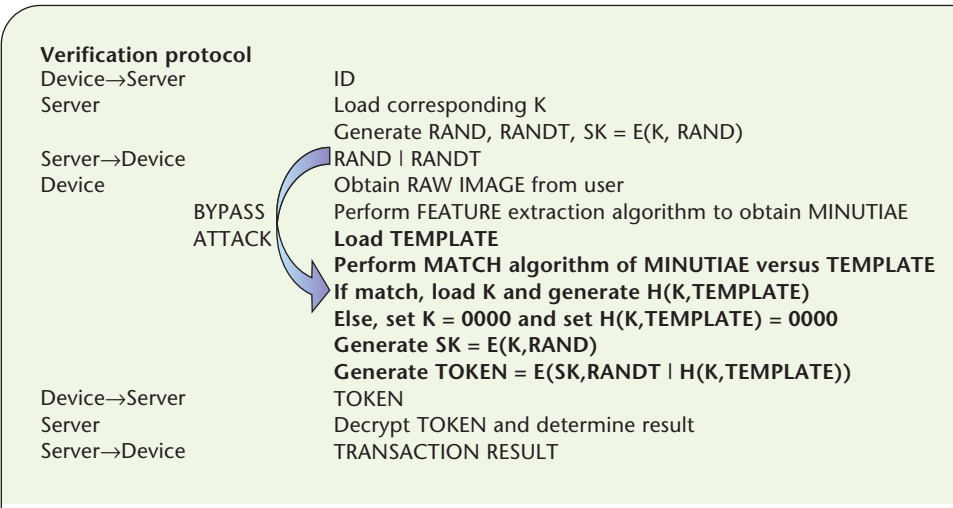 Verification protocol
Device→Server ID
Server Load corresponding K
Generate RAND, RANDT, SK = E(K, RAND)
Server→Device RAND | RANDT
Device Obtain RAW IMAGE from user
BYPASS Perform FEATURE extraction algorithm to obtain MINUTIAE
ATTACK Load TEMPLATE
Perform MATCH algorithm of MINUTIAE versus TEMPLATE
If match, load K and generate H(K,TEMPLATE)
Else, set K = 0000 and set H(K,TEMPLATE) = 0000
Generate SK = E(K,RAND)
Generate TOKEN = E(SK,RANDT | H(K,TEMPLATE))
Device→Server TOKEN
Server Decrypt TOKEN and determine result
Server→Device TRANSACTION RESULT